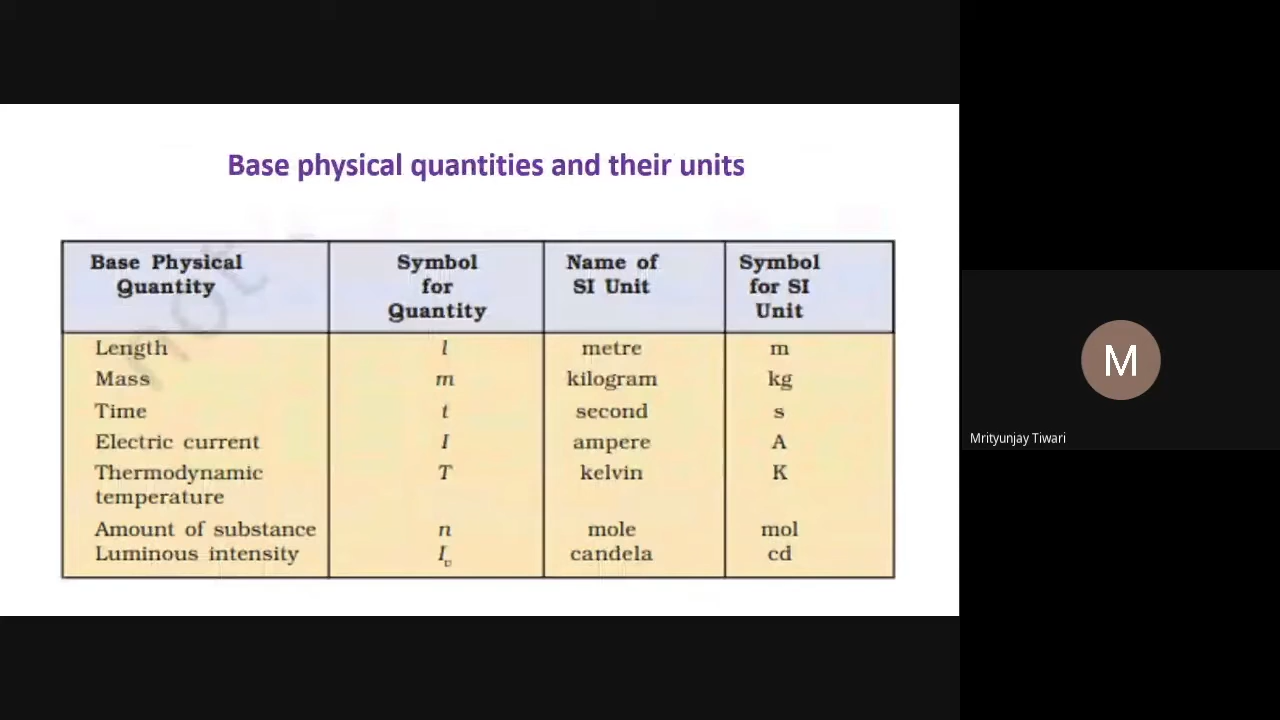 Base physical quantities and their units
Base Physical Quantity Symbol for Quantity Name of SI Unit Symbol for SI Unit
Length l metre m
Mass m kilogram kg
Time t second s
Electric current I ampere A
Thermodynamic temperature T kelvin K
Amount of substance n mole mol
Luminous intensity Iv candela cd
M
Mrityunjay Tiwari